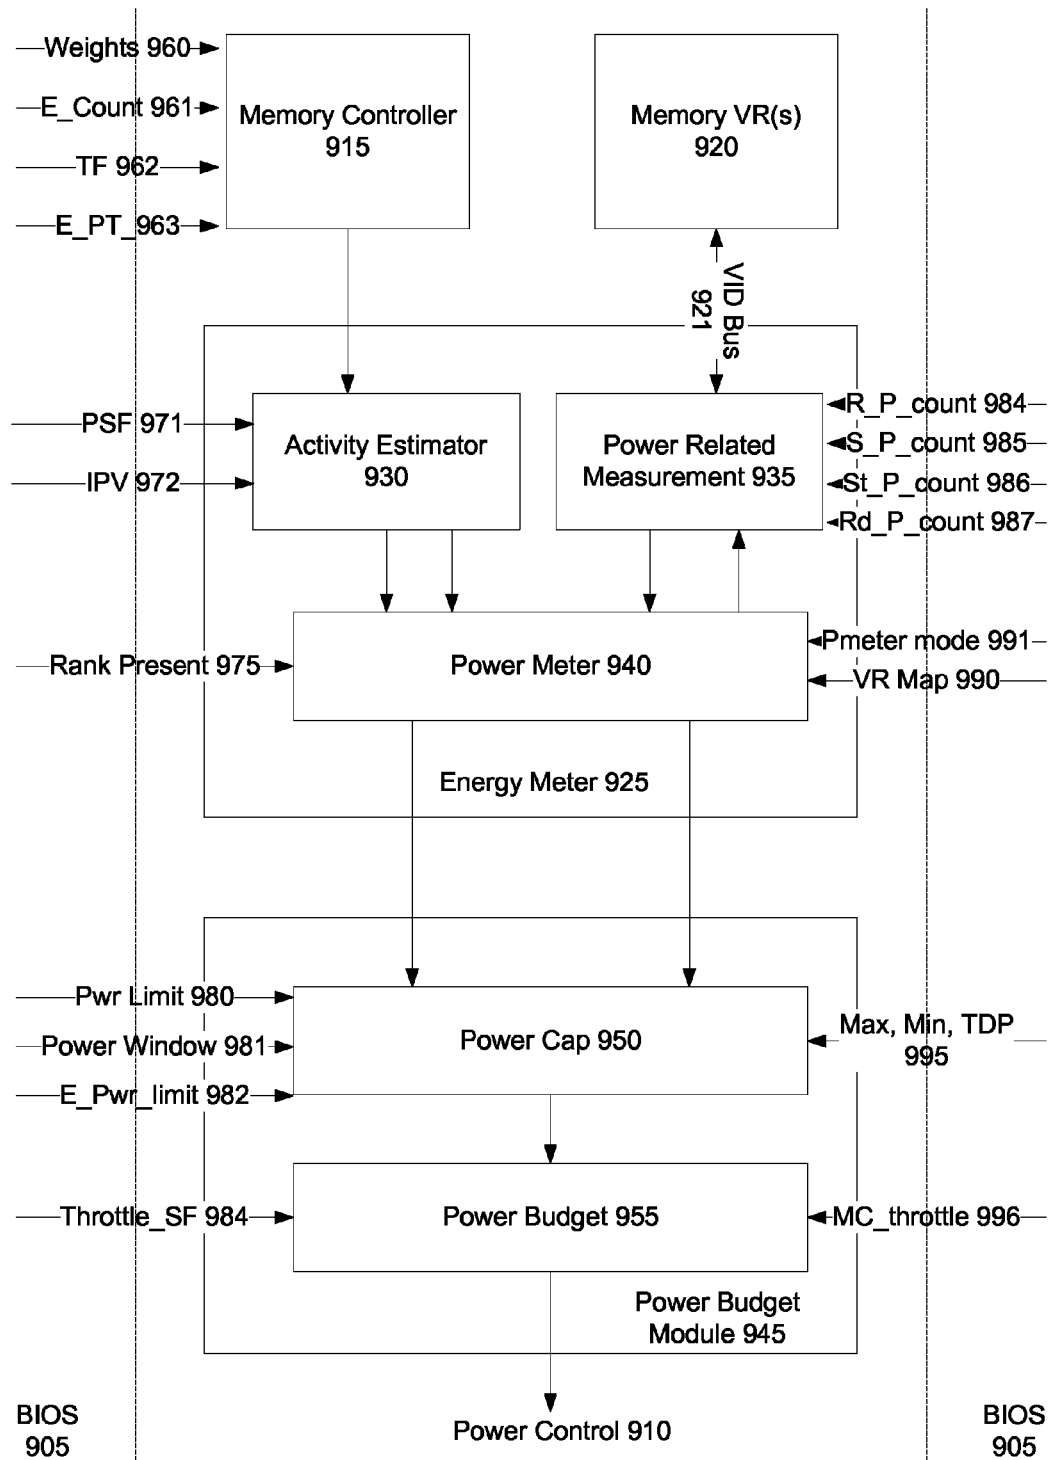 Weights 960
E_Count 961
TF 962
E_PT_963
Memory Controller
915
Memory VR(s)
920
VID Bus
921
PSF 971
IPV 972
Activity Estimator
930
Power Related
Measurement 935
R_P_count 984
S_P_count 985
St_P_count 986
Rd_P_count 987
Rank Present 975
Power Meter 940
Pmeter mode 991
VR Map 990
Energy Meter 925
Pwr Limit 980
Power Window 981
E_Pwr_limit 982
Power Cap 950
Max, Min, TDP
995
Throttle_SF 984
Power Budget 955
MC_throttle 996
Power Budget
Module 945
BIOS
905
Power Control 910
BIOS
905